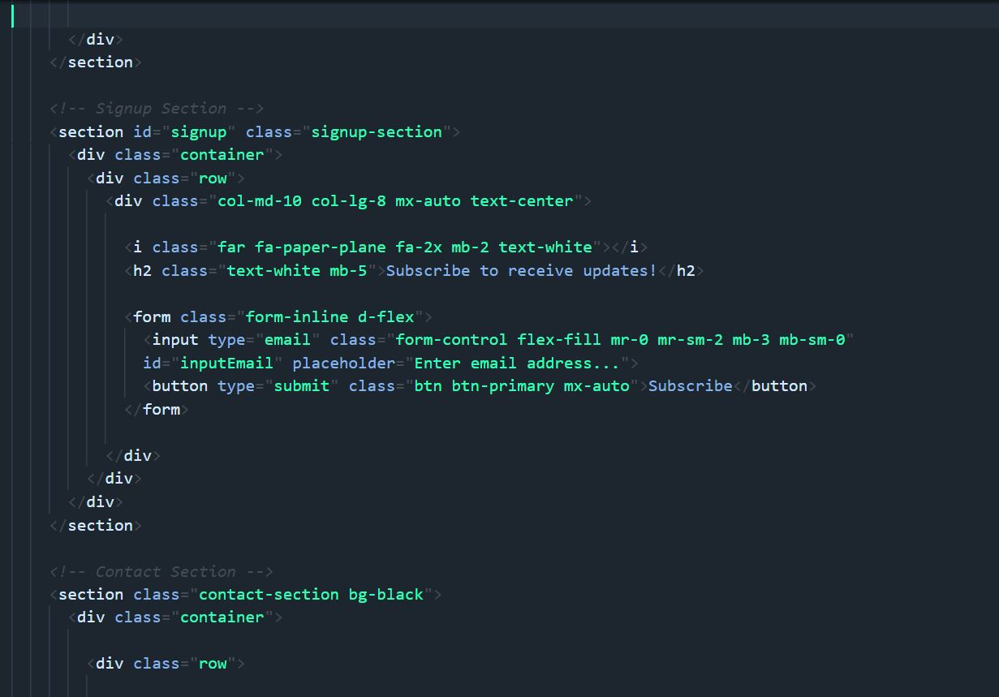 </div>
</section>
<!-- Signup Section -->
<section id="signup" class="signup-section">
<div class="container">
<div class="row">
<div class="col-md-10 col-lg-8 mx-auto text-center">
<i class="far fa-paper-plane fa-2x mb-2 text-white"></i>
<h2 class="text-white mb-5">Subscribe to receive updates!</h2>
<form class="form-inline d-flex">
<input type="email" class="form-control flex-fill mr-0 mr-sm-2 mb-3 mb-sm-0"
id="inputEmail" placeholder="Enter email address...">
<button type="submit" class="btn btn-primary mx-auto">Subscribe</button>
</form>
</div>
</div>
</div>
</section>
<!-- Contact Section -->
<section class="contact-section bg-black">
<div class="container">
<div class="row">